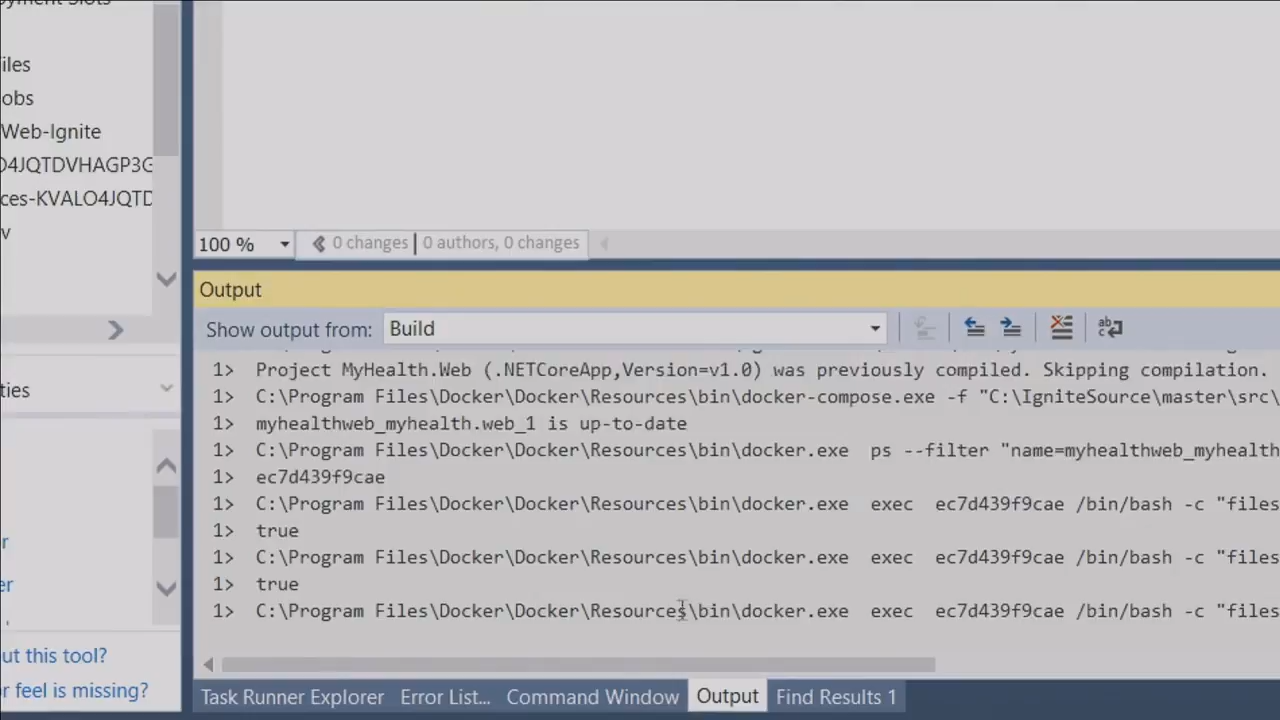 iles
obs
Web-Ignite
O4JQTDVHAGP3G
ces-KVALO4JQTD
v
ties
r
er
ut this tool?
or feel is missing?
100 %
0 changes | 0 authors, 0 changes
Output
Show output from: Build
1> Project MyHealth.Web (.NETCoreApp,Version=v1.0) was previously compiled. Skipping compilation.
1> C:\Program Files\Docker\Docker\Resources\bin\docker-compose.exe -f "C:\IgniteSource\master\src\
1> myhealthweb_myhealth.web_1 is up-to-date
1> C:\Program Files\Docker\Docker\Resources\bin\docker.exe ps --filter "name=myhealthweb_myhealth
1> ec7d439f9cae
1> C:\Program Files\Docker\Docker\Resources\bin\docker.exe exec ec7d439f9cae /bin/bash -c "files
1> true
1> C:\Program Files\Docker\Docker\Resources\bin\docker.exe exec ec7d439f9cae /bin/bash -c "files
1> true
1> C:\Program Files\Docker\Docker\Resources\bin\docker.exe exec ec7d439f9cae /bin/bash -c "files
Task Runner Explorer Error List... Command Window Output Find Results 1